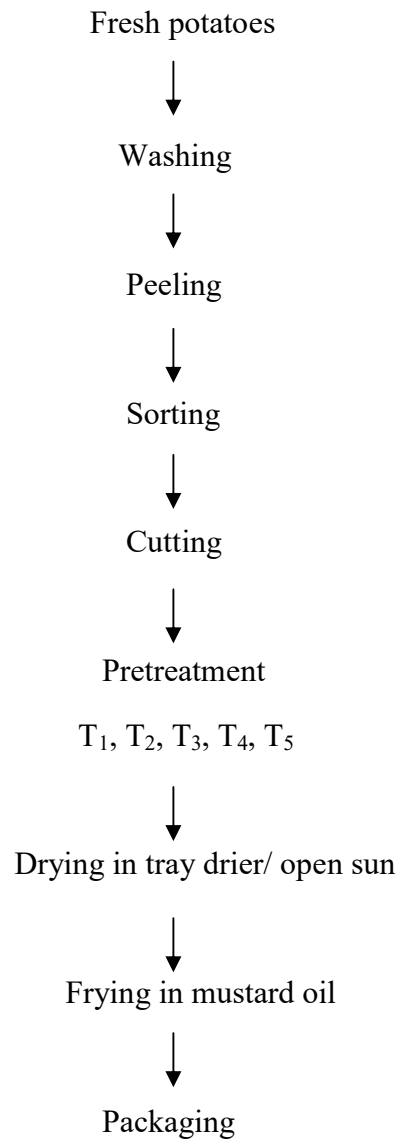 Fresh potatoes
Washing
Peeling
Sorting
Cutting
Pretreatment
T₁, T₂, T₃, T₄, T₅
Drying in tray drier/ open sun
Frying in mustard oil
Packaging